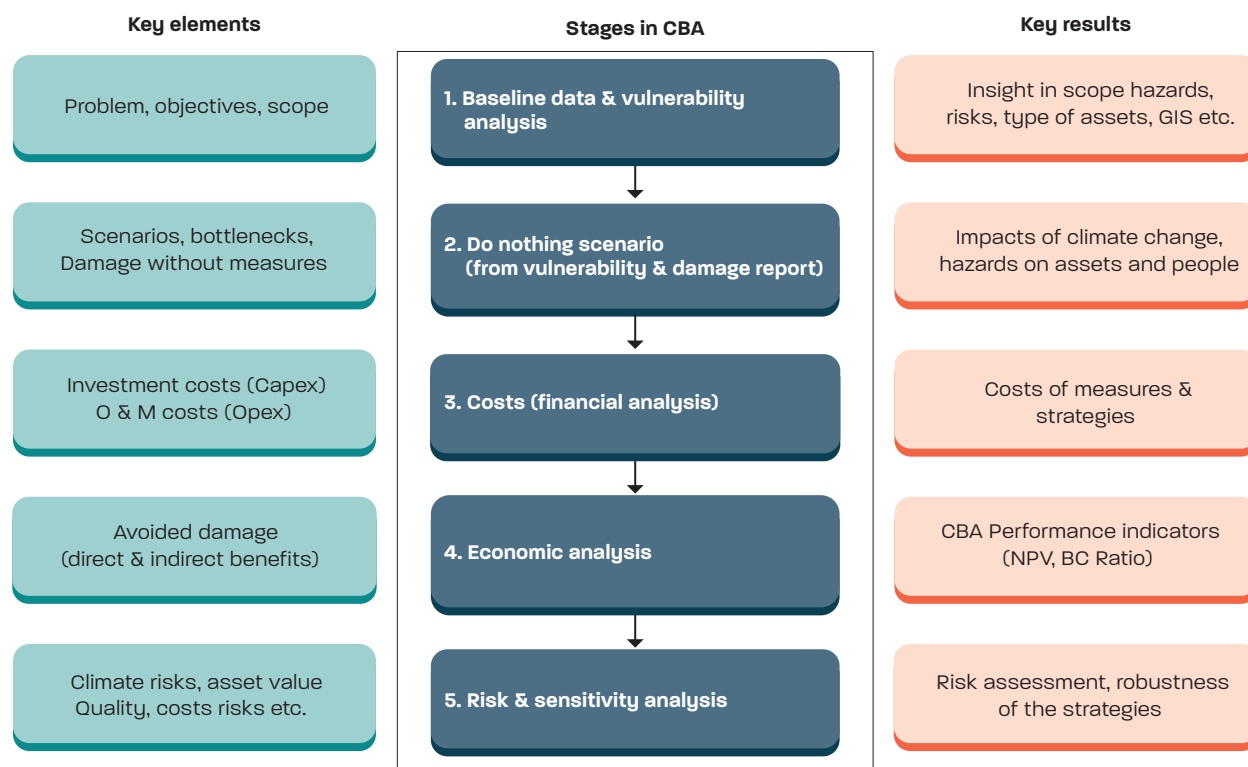 Key elements
Stages in CBA
Key results
Problem, objectives, scope
1. Baseline data & vulnerability
analysis
Insight in scope hazards,
risks, type of assets, GIS etc.
Scenarios, bottlenecks,
Damage without measures
2. Do nothing scenario
(from vulnerability & damage report)
Impacts of climate change,
hazards on assets and people
Investment costs (Capex)
O & M costs (Opex)
3. Costs (financial analysis)
Costs of measures &
strategies
Avoided damage
(direct & indirect benefits)
4. Economic analysis
CBA Performance indicators
(NPV, BC Ratio)
Climate risks, asset value
Quality, costs risks etc.
5. Risk & sensitivity analysis
Risk assessment, robustness
of the strategies